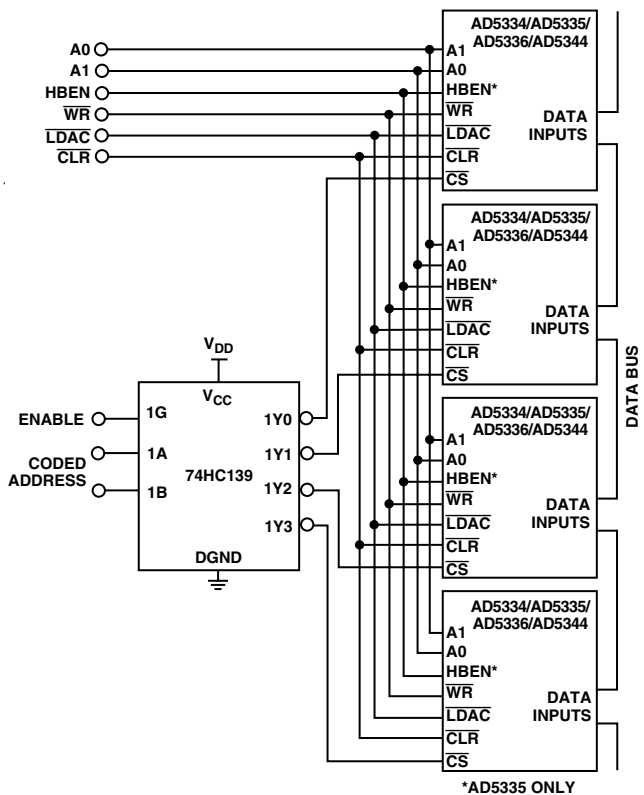 A0
A1
HBEN
WR
LDAC
CLR
AD5334/AD5335/
AD5336/AD5344
A1
A0
HBEN*
WR
LDAC
CLR
CS
DATA
INPUTS
AD5334/AD5335/
AD5336/AD5344
A1
A0
HBEN*
WR
LDAC
CLR
CS
DATA
INPUTS
VDD
VCC
ENABLE
CODED
ADDRESS
1G
1A
1B
74HC139
1Y0
1Y1
1Y2
1Y3
DGND
DATA BUS
AD5334/AD5335/
AD5336/AD5344
A1
A0
HBEN*
WR
LDAC
CLR
CS
DATA
INPUTS
AD5334/AD5335/
AD5336/AD5344
A1
A0
HBEN*
WR
LDAC
CLR
CS
DATA
INPUTS
*AD5335 ONLY